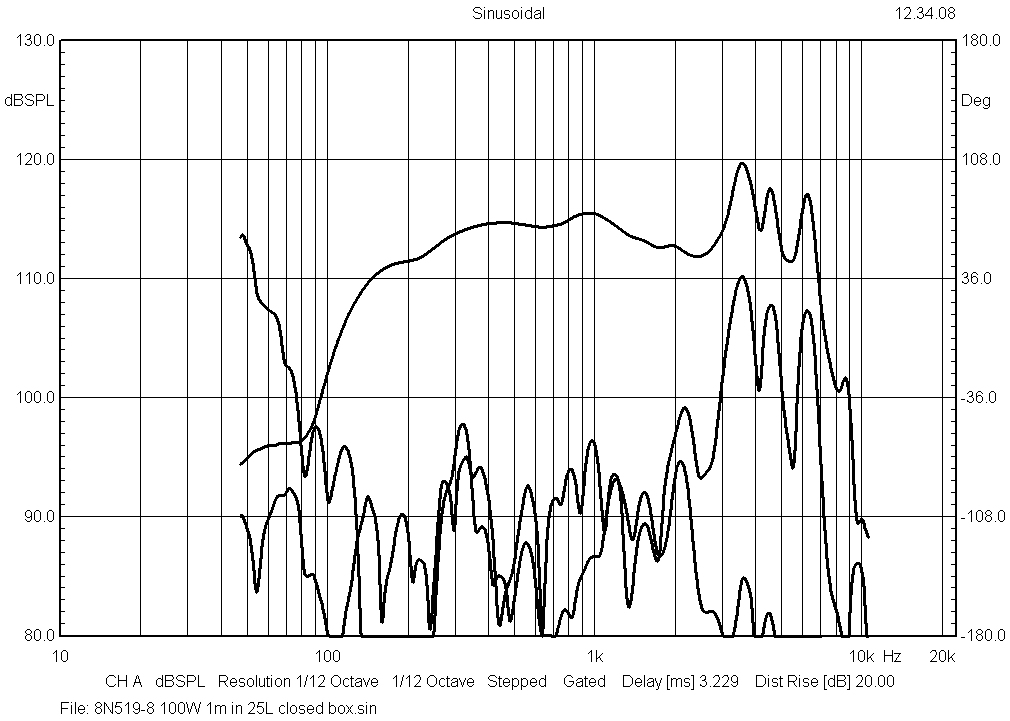 Sinusoidal 12.34.08
130.0 180.0
dBSPL Deg
120.0 108.0
110.0 36.0
100.0 -36.0
90.0 -108.0
80.0 -180.0
10 100 1k 10k Hz 20k
CH A dBSPL Resolution 1/12 Octave 1/12 Octave Stepped Gated Delay [ms] 3.229 Dist Rise [dB] 20.00
File: 8N519-8 100W 1m in 25L closed box.sin